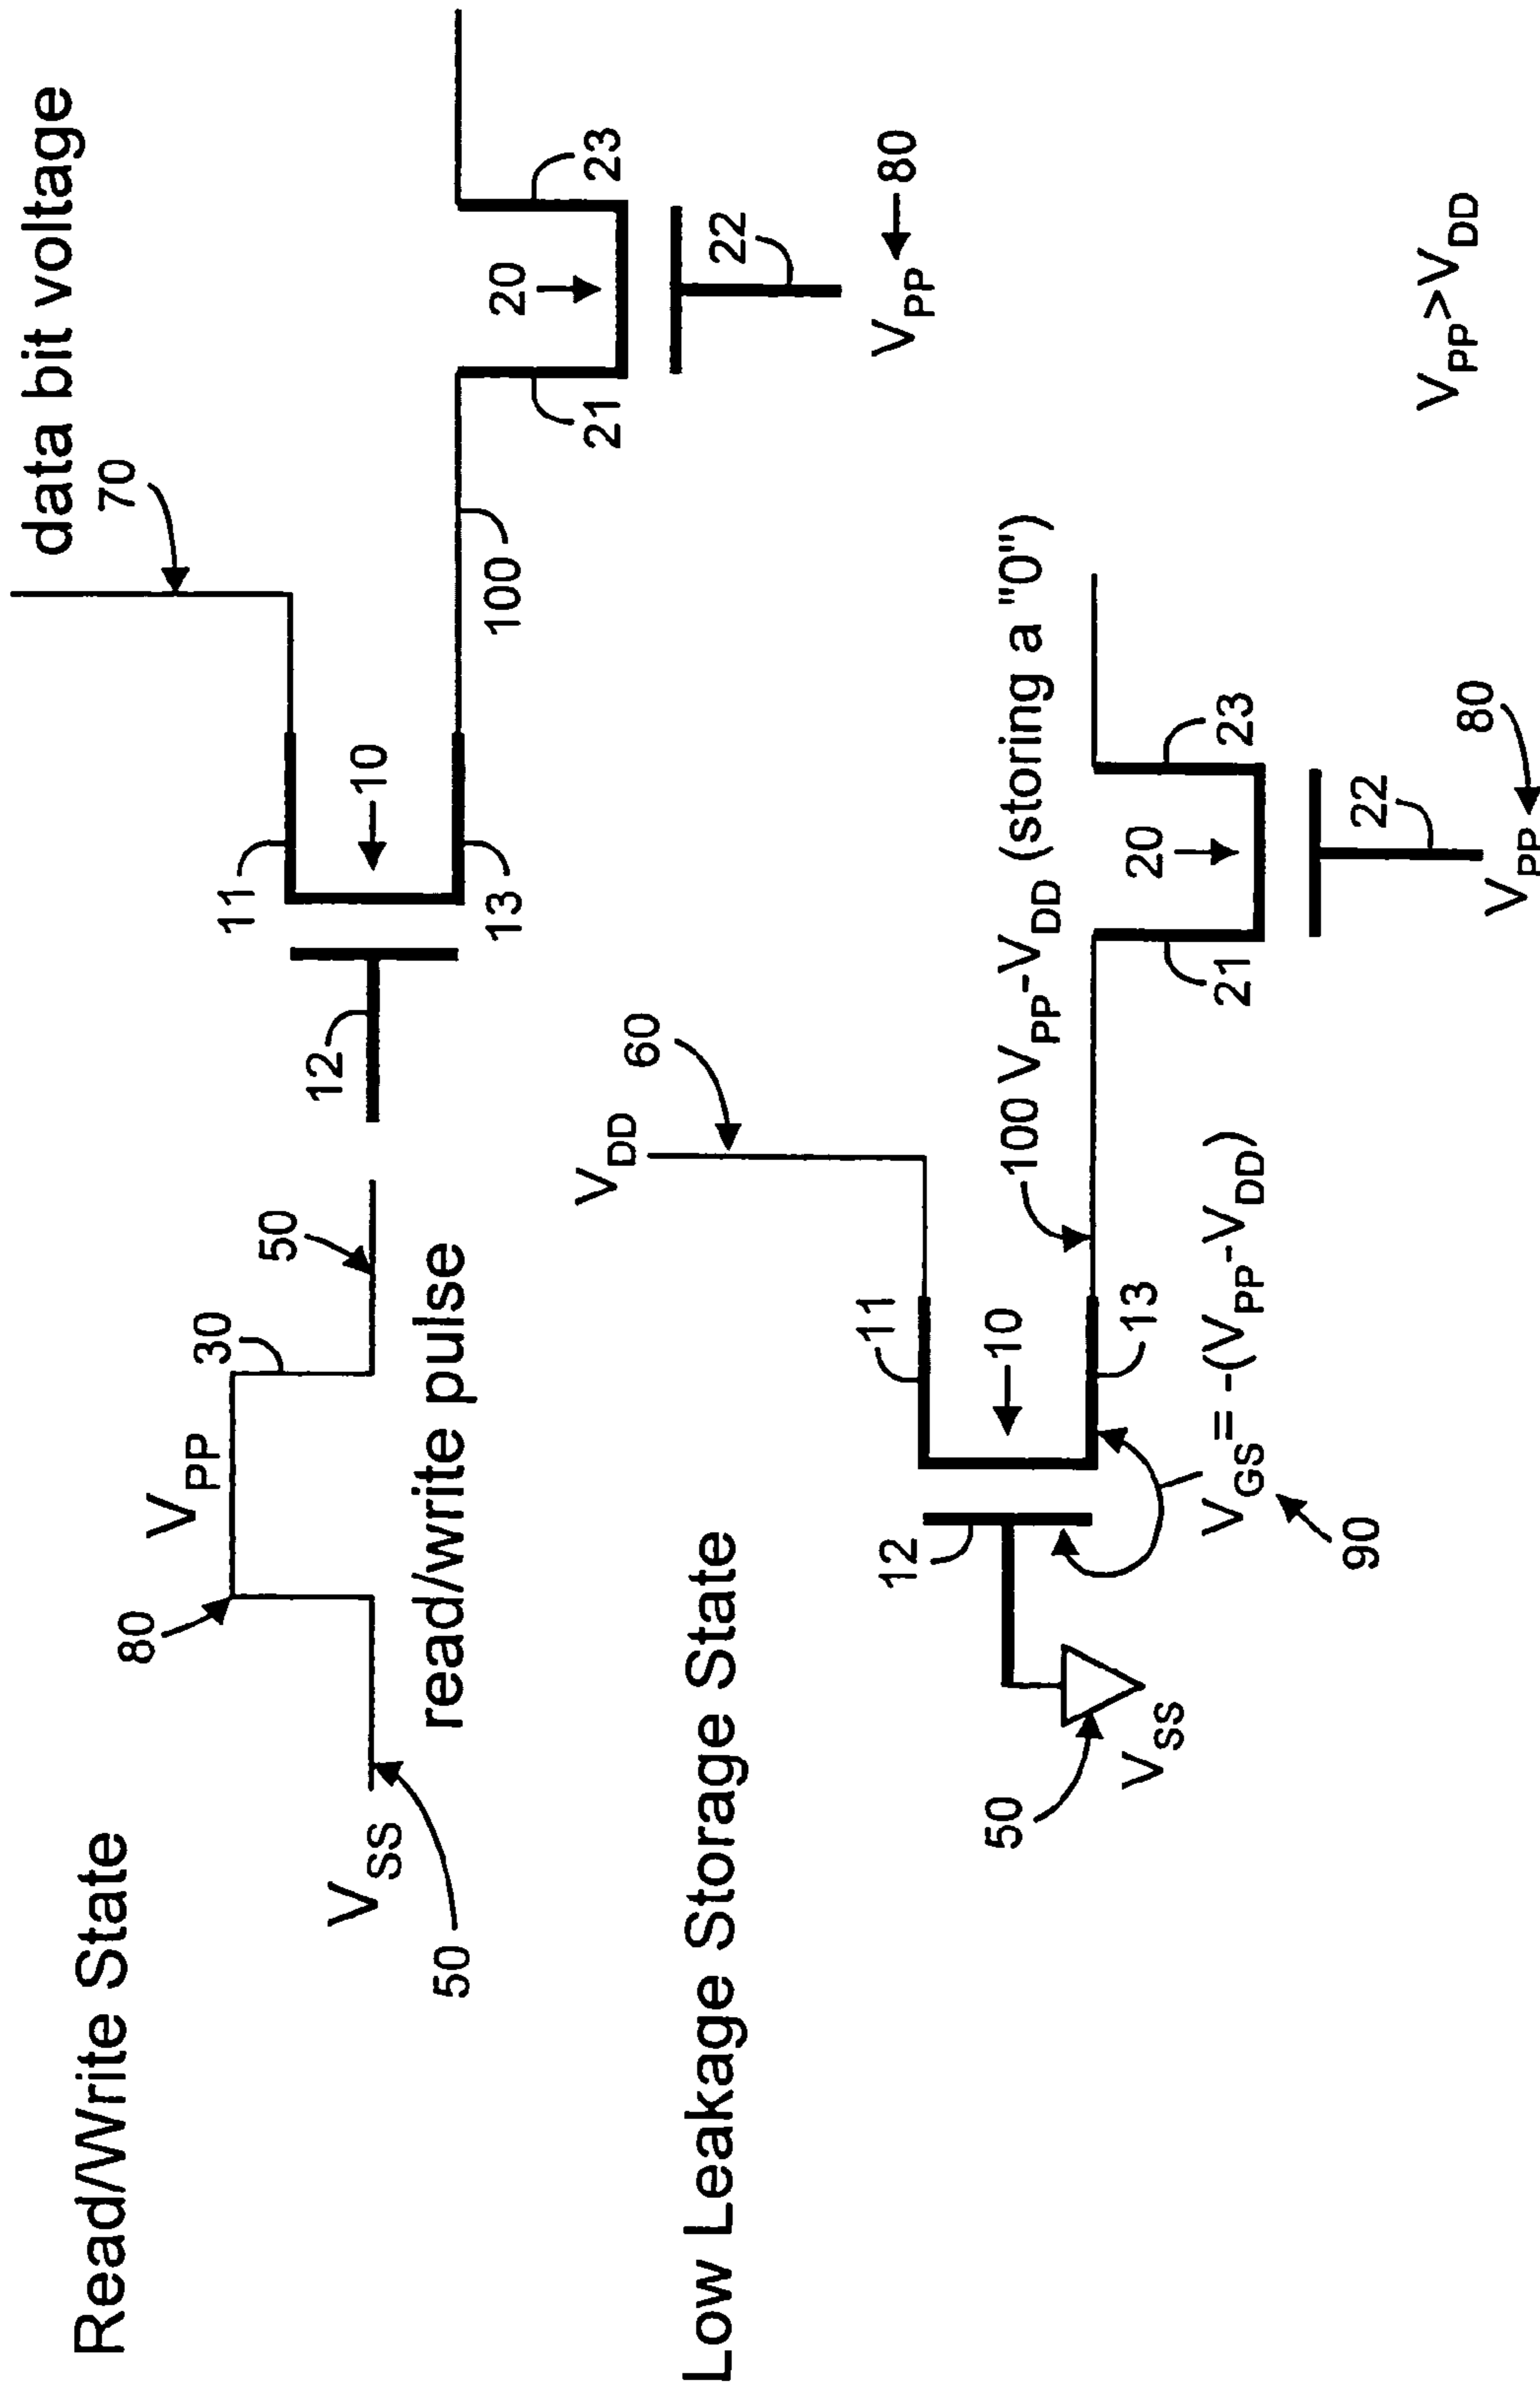 Read/Write State
data bit voltage
80
V_PP
30
50
V_SS
50
read/write pulse
12
11
10
13
70
100
21
20
23
22
V_PP
80
Low Leakage Storage State
V_DD
60
12
11
10
13
50
V_SS
100 V_PP-V_DD (storing a "0")
V_GS= -(V_PP-V_DD)
90
21
20
23
22
V_PP
80
V_PP>V_DD